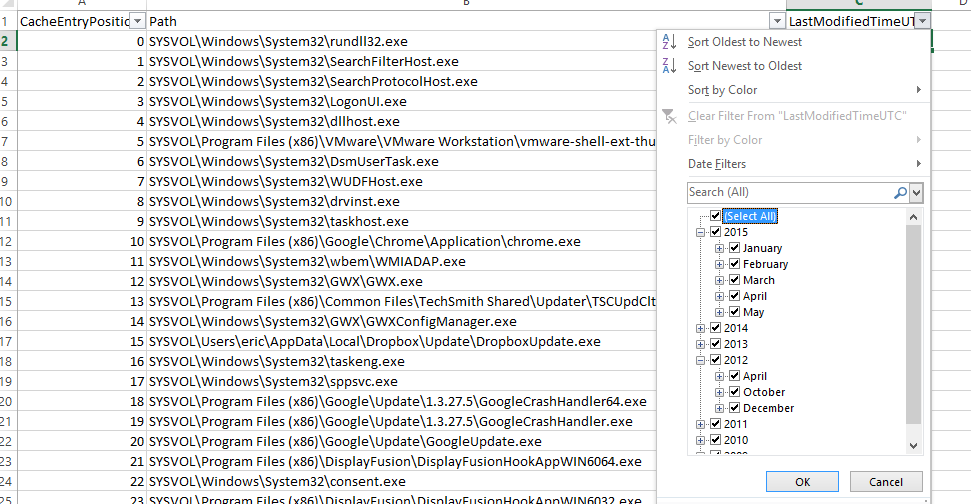 A B C D
1 CacheEntryPositio Path LastModifiedTimeUT
2 0 SYSVOL\Windows\System32\rundll32.exe
3 1 SYSVOL\Windows\System32\SearchFilterHost.exe
4 2 SYSVOL\Windows\System32\SearchProtocolHost.exe
5 3 SYSVOL\Windows\System32\LogonUI.exe
6 4 SYSVOL\Windows\System32\dllhost.exe
7 5 SYSVOL\Program Files (x86)\VMware\VMware Workstation\vmware-shell-ext-thu
8 6 SYSVOL\Windows\System32\DsmUserTask.exe
9 7 SYSVOL\Windows\System32\WUDFHost.exe
10 8 SYSVOL\Windows\System32\drvinst.exe
11 9 SYSVOL\Windows\System32\taskhost.exe
12 10 SYSVOL\Program Files (x86)\Google\Chrome\Application\chrome.exe
13 11 SYSVOL\Windows\System32\wbem\WMIADAP.exe
14 12 SYSVOL\Windows\System32\GWX\GWX.exe
15 13 SYSVOL\Program Files (x86)\Common Files\TechSmith Shared\Updater\TSCUpdClt
16 14 SYSVOL\Windows\System32\GWX\GWXConfigManager.exe
17 15 SYSVOL\Users\eric\AppData\Local\Dropbox\Update\DropboxUpdate.exe
18 16 SYSVOL\Windows\System32\taskeng.exe
19 17 SYSVOL\Windows\System32\sppsvc.exe
20 18 SYSVOL\Program Files (x86)\Google\Update\1.3.27.5\GoogleCrashHandler64.exe
21 19 SYSVOL\Program Files (x86)\Google\Update\1.3.27.5\GoogleCrashHandler.exe
22 20 SYSVOL\Program Files (x86)\Google\Update\GoogleUpdate.exe
23 21 SYSVOL\Program Files (x86)\DisplayFusion\DisplayFusionHookAppWIN6064.exe
24 22 SYSVOL\Windows\System32\consent.exe
25 23 SYSVOL\Program Files (x86)\DisplayFusion\DisplayFusionHookAppWIN6032.exe
Sort Oldest to Newest
Sort Newest to Oldest
Sort by Color
Clear Filter From "LastModifiedTimeUTC"
Filter by Color
Date Filters
Search (All)
(Select All)
2015
January
February
March
April
May
2014
2013
2012
April
October
December
2011
2010
OK Cancel